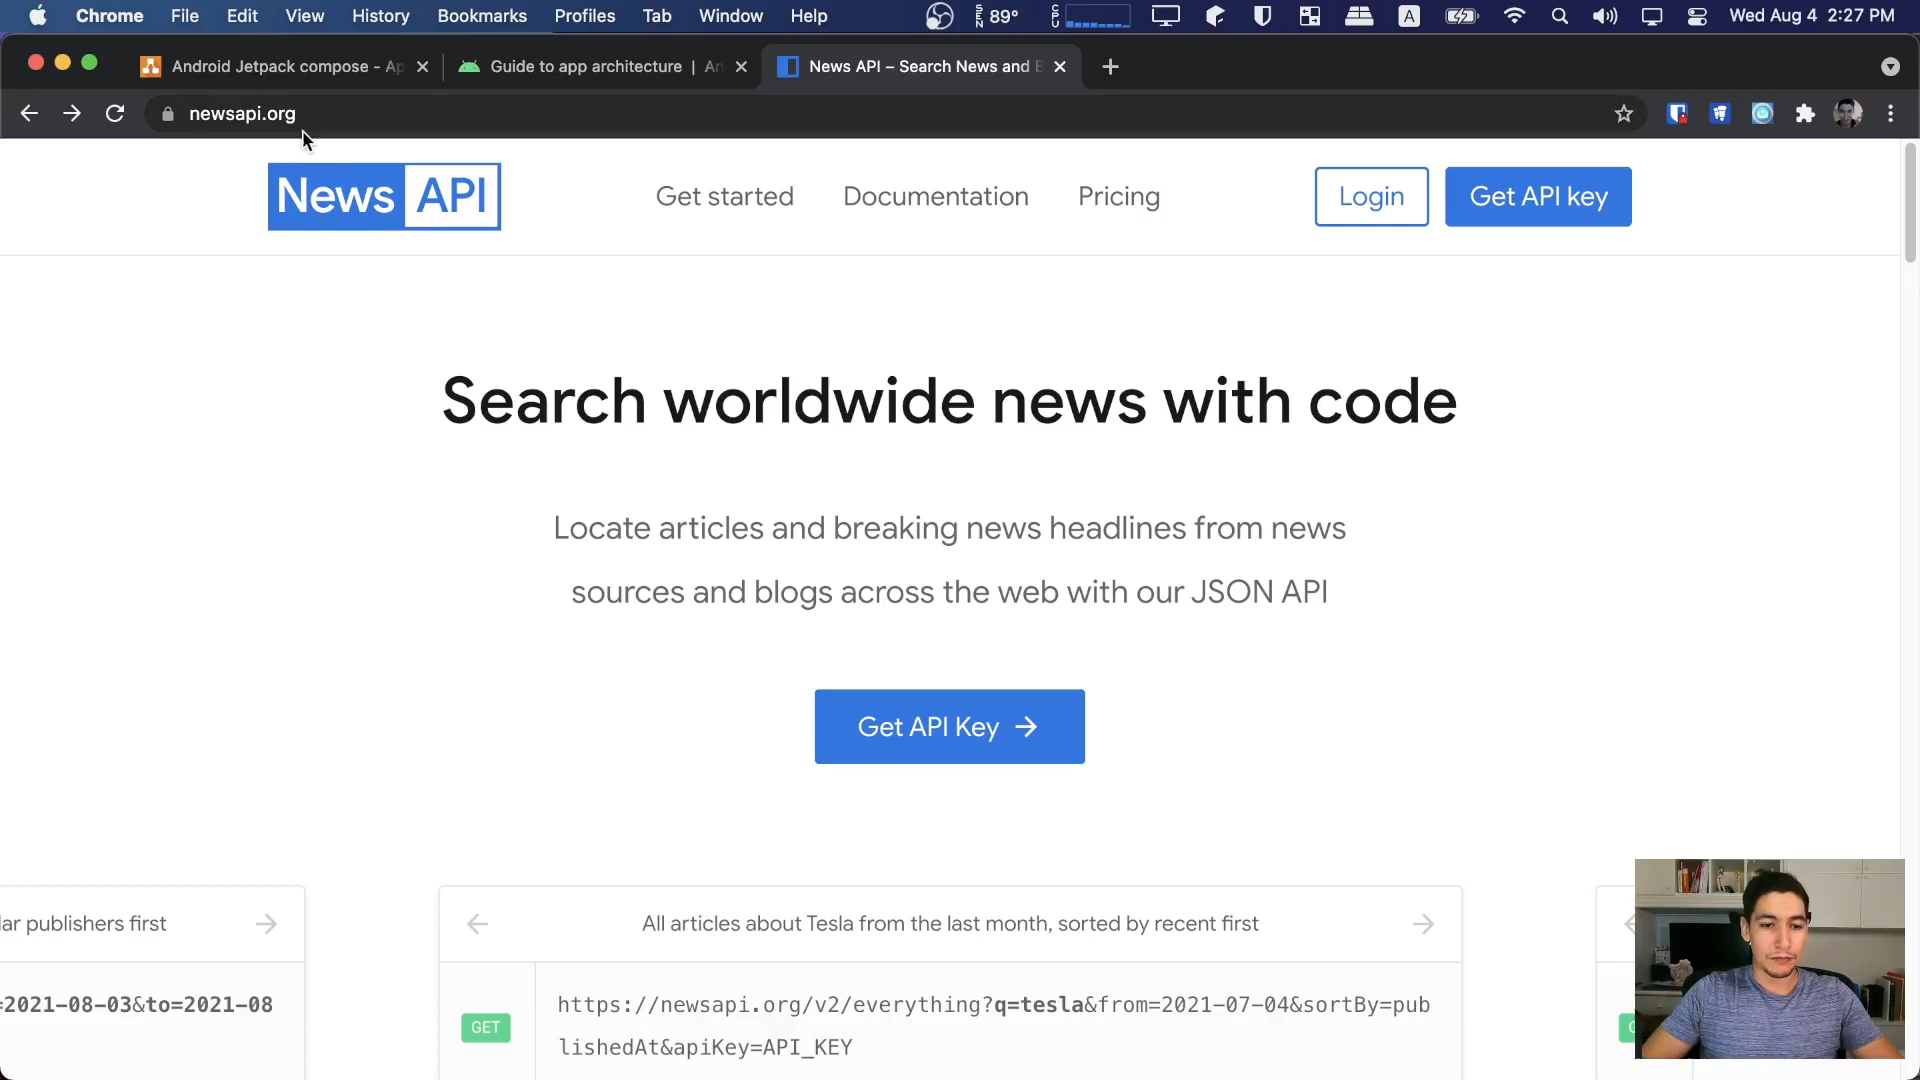 Chrome File Edit View History Bookmarks Profiles Tab Window Help SEN 89° CPU A Wed Aug 4 2:27 PM
Android Jetpack compose - Ap Guide to app architecture | An News API – Search News and B
newsapi.org
News API Get started Documentation Pricing Login Get API key
Search worldwide news with code
Locate articles and breaking news headlines from news
sources and blogs across the web with our JSON API
Get API Key →
lar publishers first
=2021-08-03&to=2021-08
All articles about Tesla from the last month, sorted by recent first
GET
https://newsapi.org/v2/everything?q=tesla&from=2021-07-04&sortBy=pub
lishedAt&apiKey=API_KEY